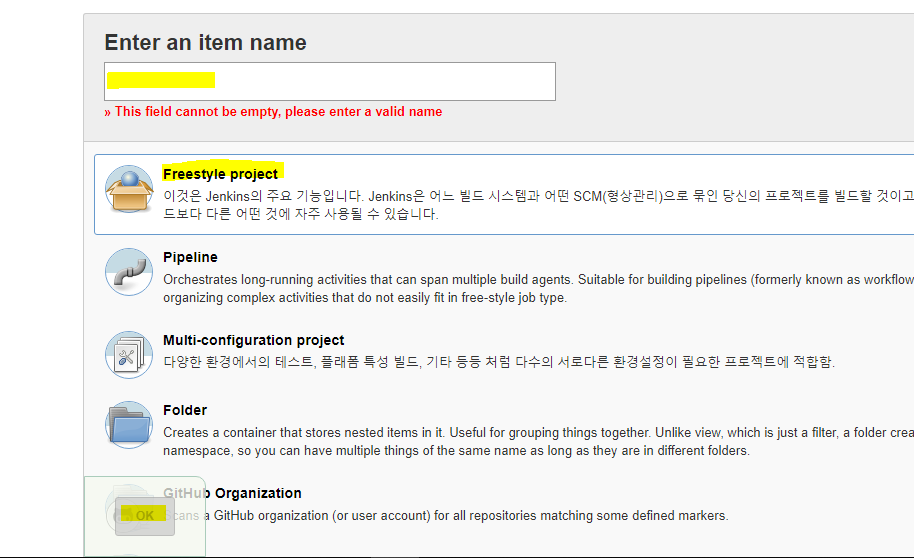 Enter an item name
» This field cannot be empty, please enter a valid name
Freestyle project
이것은 Jenkins의 주요 기능입니다. Jenkins은 어느 빌드 시스템과 어떤 SCM(형상관리)으로 묶인 당신의 프로젝트를 빌드할 것이고
드보다 다른 어떤 것에 자주 사용될 수 있습니다.
Pipeline
Orchestrates long-running activities that can span multiple build agents. Suitable for building pipelines (formerly known as workflow
organizing complex activities that do not easily fit in free-style job type.
Multi-configuration project
다양한 환경에서의 테스트, 플래폼 특성 빌드, 기타 등등 처럼 다수의 서로다른 환경설정이 필요한 프로젝트에 적합함.
Folder
Creates a container that stores nested items in it. Useful for grouping things together. Unlike view, which is just a filter, a folder crea
namespace, so you can have multiple things of the same name as long as they are in different folders.
GitHub Organization
Scans a GitHub organization (or user account) for all repositories matching some defined markers.
OK